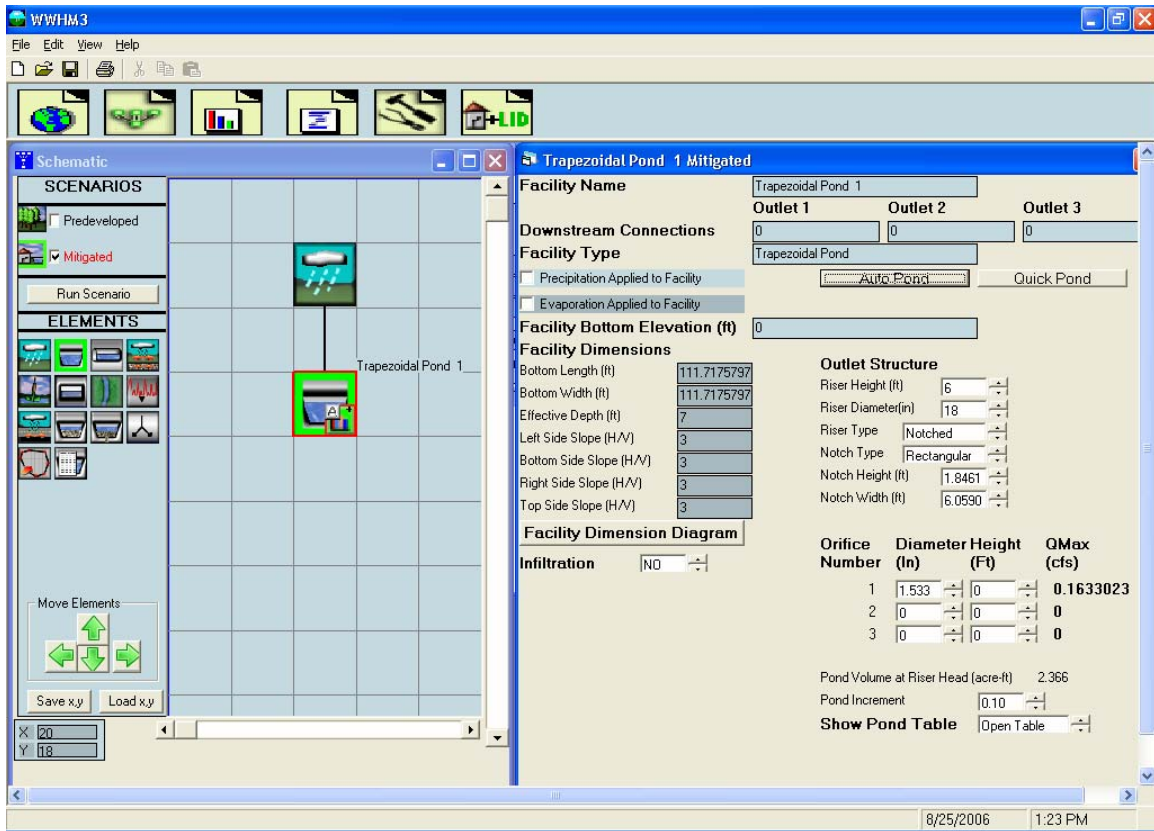 WWHM3
File Edit View Help
+LID
Schematic
SCENARIOS
Predeveloped
Mitigated
Run Scenario
ELEMENTS
Trapezoidal Pond 1
A
Move Elements
Save x,y Load x,y
X 20
Y 18
Trapezoidal Pond 1 Mitigated
Facility Name Trapezoidal Pond 1
Outlet 1 Outlet 2 Outlet 3
Downstream Connections 0 0 0
Facility Type Trapezoidal Pond
Precipitation Applied to Facility Auto Pond Quick Pond
Evaporation Applied to Facility
Facility Bottom Elevation (ft) 0
Facility Dimensions
Bottom Length (ft) 111.7175797
Bottom Width (ft) 111.7175797
Effective Depth (ft) 7
Left Side Slope (H/V) 3
Bottom Side Slope (H/V) 3
Right Side Slope (H/V) 3
Top Side Slope (H/V) 3
Facility Dimension Diagram
Infiltration NO
Outlet Structure
Riser Height (ft) 6
Riser Diameter(in) 18
Riser Type Notched
Notch Type Rectangular
Notch Height (ft) 1.8461
Notch Width (ft) 6.0590
Orifice Diameter Height QMax
Number (In) (Ft) (cfs)
1 1.533 0 0.1633023
2 0 0 0
3 0 0 0
Pond Volume at Riser Head (acre-ft) 2.366
Pond Increment 0.10
Show Pond Table Open Table
8/25/2006 1:23 PM